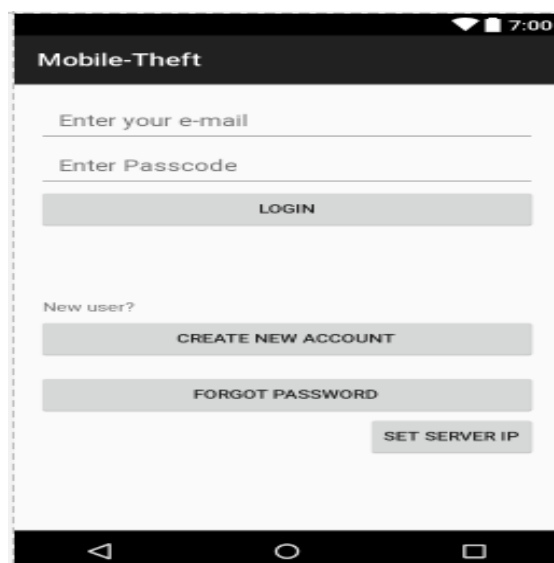 7:00
Mobile-Theft
Enter your e-mail
Enter Passcode
LOGIN
New user?
CREATE NEW ACCOUNT
FORGOT PASSWORD
SET SERVER IP